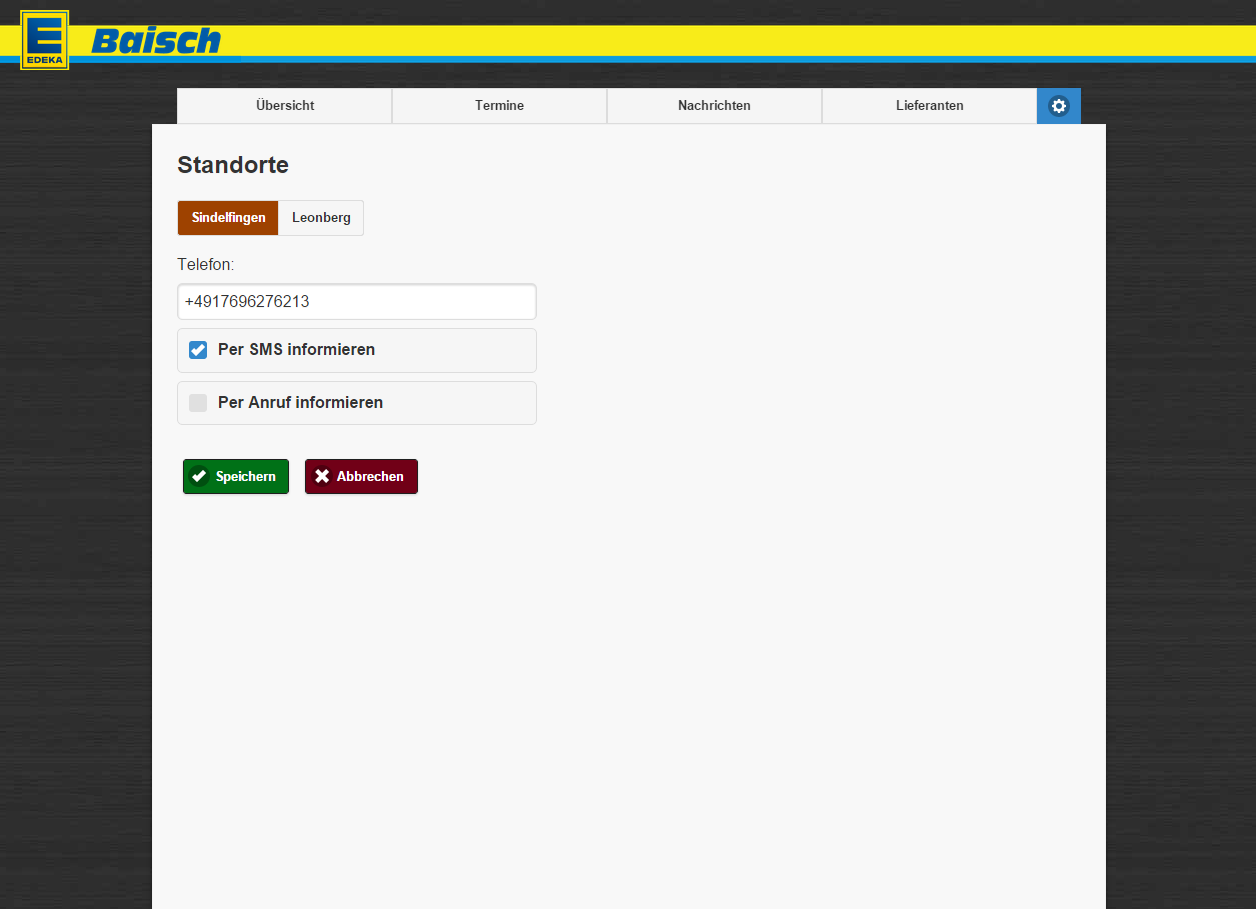 E
EDEKA
Baisch
Übersicht Termine Nachrichten Lieferanten
Standorte
Sindelfingen Leonberg
Telefon:
+4917696276213
Per SMS informieren
Per Anruf informieren
Speichern Abbrechen